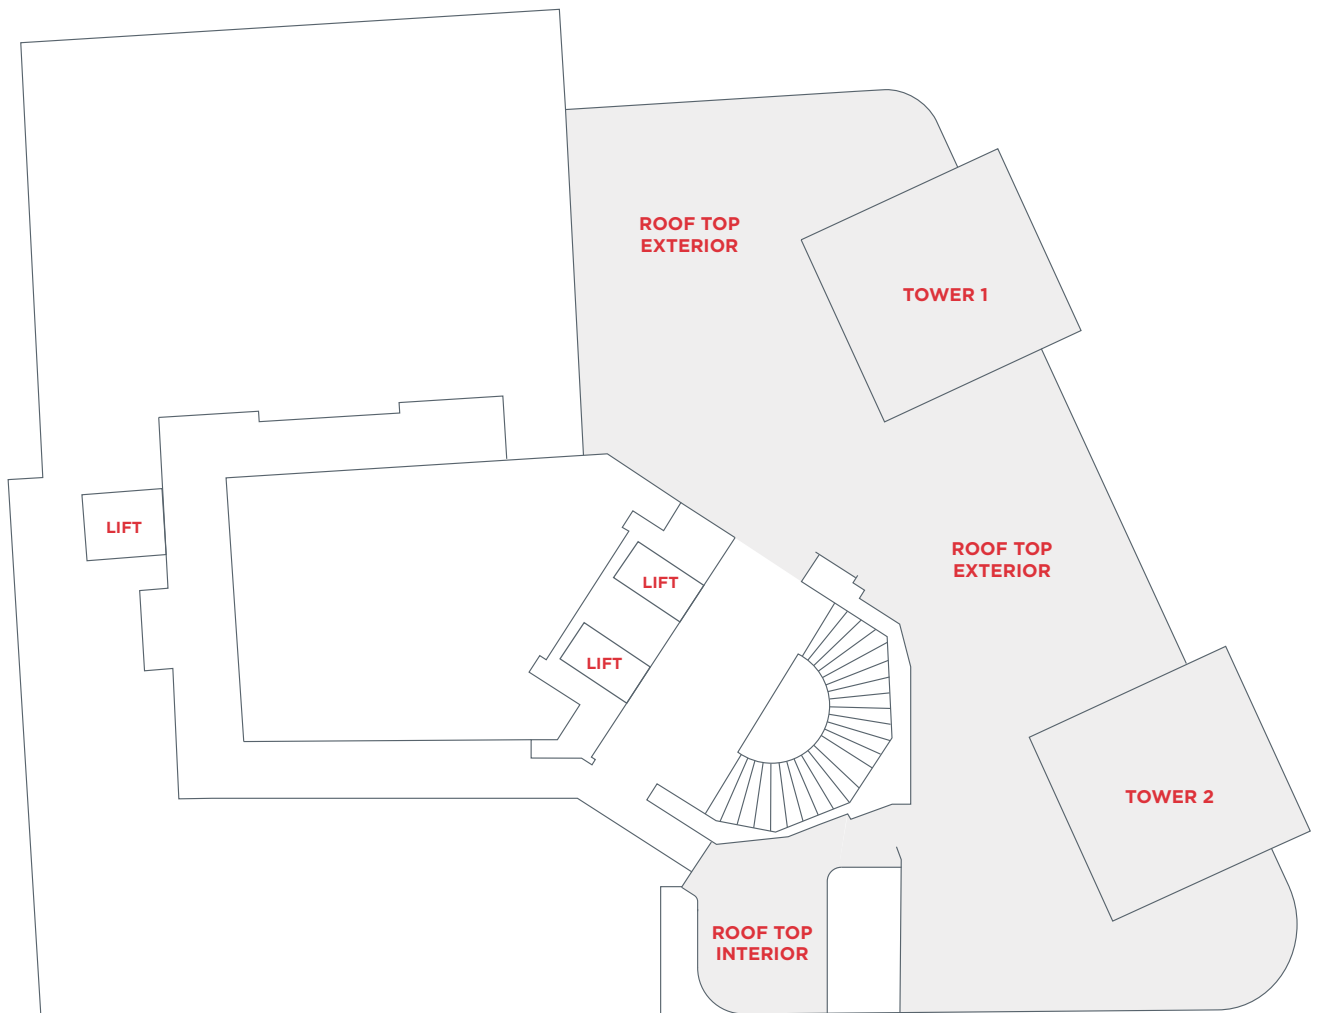 ROOF TOP
EXTERIOR
TOWER 1
LIFT
ROOF TOP
EXTERIOR
LIFT
LIFT
TOWER 2
ROOF TOP
INTERIOR